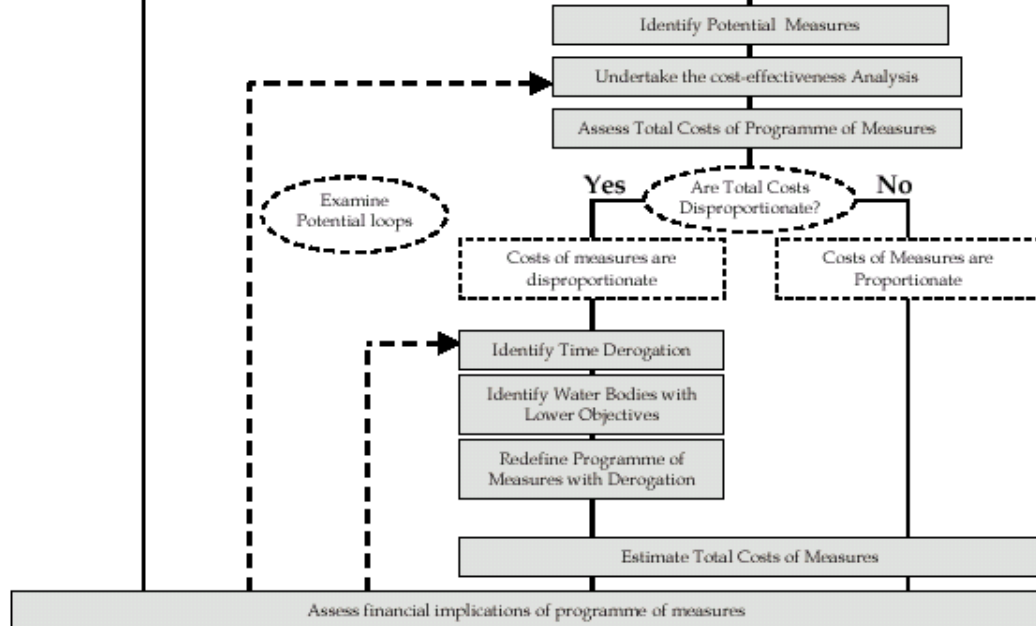 Identify Potential Measures
Undertake the cost-effectiveness Analysis
Assess Total Costs of Programme of Measures
Yes
Are Total Costs
Disproportionate?
No
Examine
Potential loops
Costs of measures are
disproportionate
Costs of Measures are
Proportionate
Identify Time Derogation
Identify Water Bodies with
Lower Objectives
Redefine Programme of
Measures with Derogation
Estimate Total Costs of Measures
Assess financial implications of programme of measures